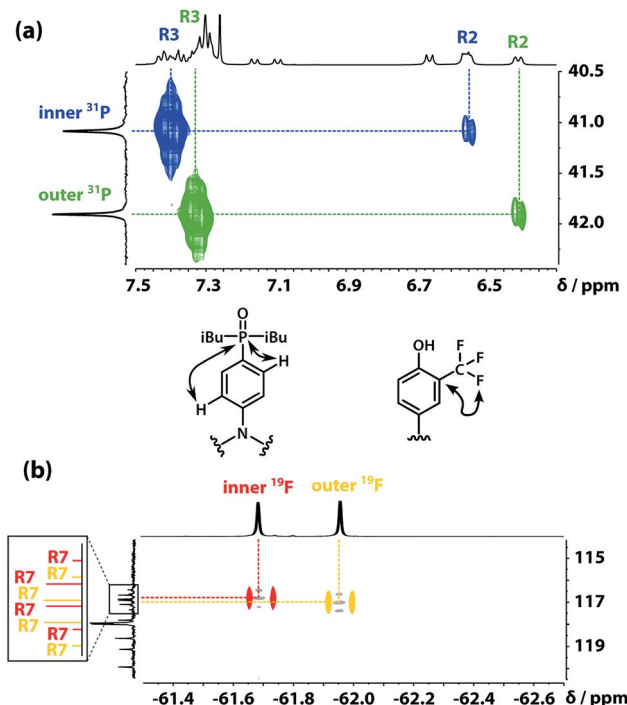 (a)
R3
R3
R2
R2
inner ³¹P
outer ³¹P
40.5
41.0
41.5
42.0
7.5 7.3 7.1 6.9 6.7 6.5 δ / ppm
O
iBu P iBu
H
H
N
OH
F
C F
F
(b)
inner ¹⁹F outer ¹⁹F
R7
R7
R7
R7
R7
R7
R7
R7
115
117
119
-61.4 -61.6 -61.8 -62.0 -62.2 -62.4 -62.6 δ / ppm